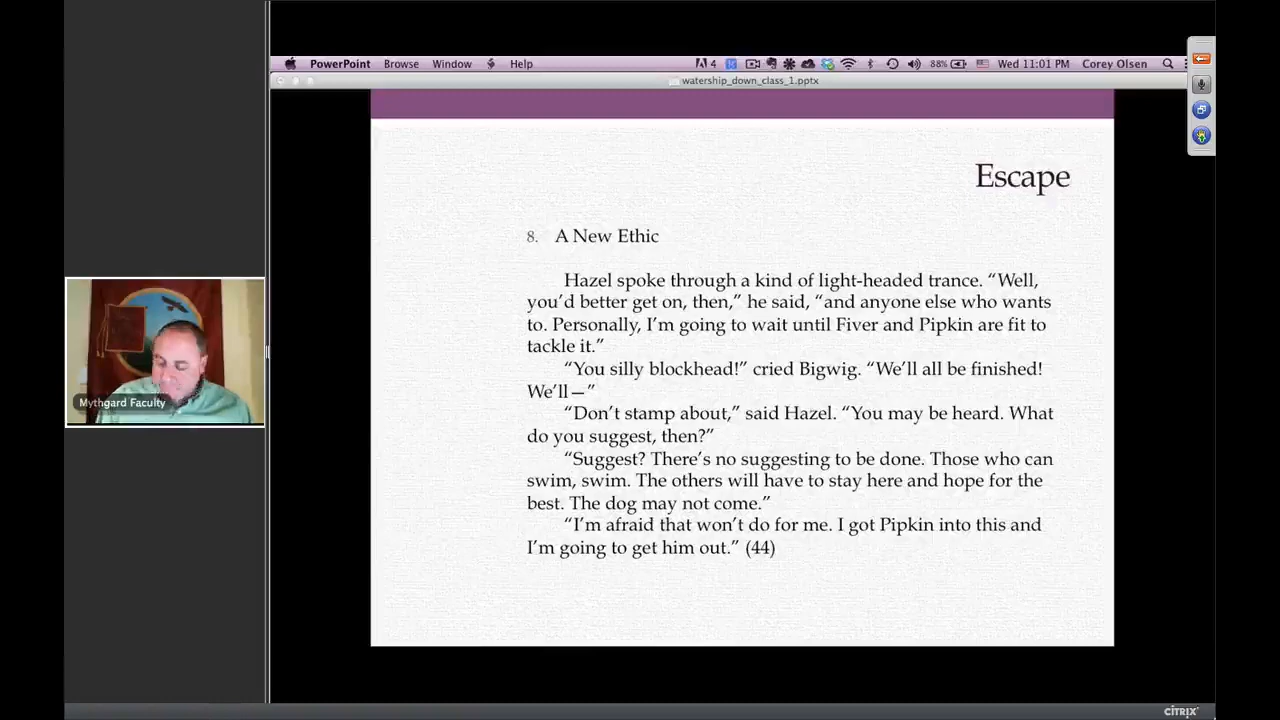 PowerPoint Browse Window Help 4 88% Wed 11:01 PM Corey Olsen
watership_down_class_1.pptx
Escape
8. A New Ethic
Hazel spoke through a kind of light-headed trance. “Well,
you’d better get on, then,” he said, “and anyone else who wants
to. Personally, I’m going to wait until Fiver and Pipkin are fit to
tackle it.”
“You silly blockhead!” cried Bigwig. “We’ll all be finished!
We’ll—”
“Don’t stamp about,” said Hazel. “You may be heard. What
do you suggest, then?”
“Suggest? There’s no suggesting to be done. Those who can
swim, swim. The others will have to stay here and hope for the
best. The dog may not come.”
“I’m afraid that won’t do for me. I got Pipkin into this and
I’m going to get him out.” (44)
Mythgard Faculty
CITRIX